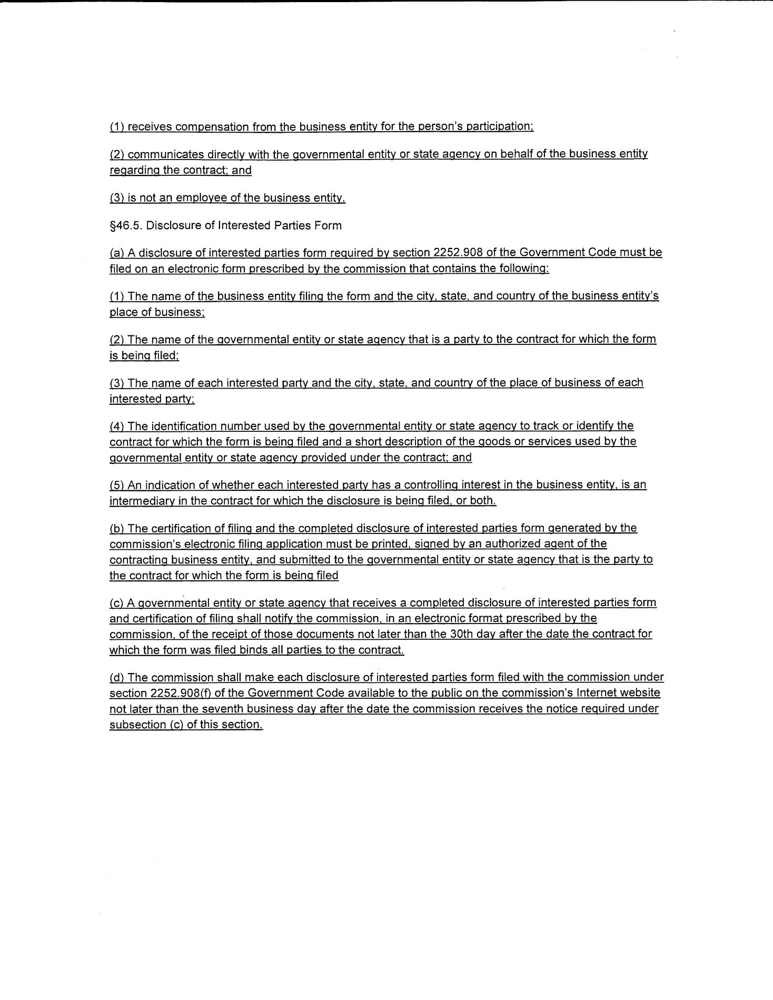 (1) receives compensation from the business entity for the person's participation;
(2) communicates directly with the governmental entity or state agency on behalf of the business entity
regarding the contract; and
(3) is not an employee of the business entity.
§46.5. Disclosure of Interested Parties Form
(a) A disclosure of interested parties form required by section 2252.908 of the Government Code must be
filed on an electronic form prescribed by the commission that contains the following:
(1) The name of the business entity filing the form and the city, state, and country of the business entity's
place of business;
(2) The name of the governmental entity or state agency that is a party to the contract for which the form
is being filed;
(3) The name of each interested party and the city, state, and country of the place of business of each
interested party;
(4) The identification number used by the governmental entity or state agency to track or identify the
contract for which the form is being filed and a short description of the goods or services used by the
governmental entity or state agency provided under the contract; and
(5) An indication of whether each interested party has a controlling interest in the business entity, is an
intermediary in the contract for which the disclosure is being filed, or both.
(b) The certification of filing and the completed disclosure of interested parties form generated by the
commission's electronic filing application must be printed, signed by an authorized agent of the
contracting business entity, and submitted to the governmental entity or state agency that is the party to
the contract for which the form is being filed
(c) A governmental entity or state agency that receives a completed disclosure of interested parties form
and certification of filing shall notify the commission, in an electronic format prescribed by the
commission, of the receipt of those documents not later than the 30th day after the date the contract for
which the form was filed binds all parties to the contract.
(d) The commission shall make each disclosure of interested parties form filed with the commission under
section 2252.908(f) of the Government Code available to the public on the commission's Internet website
not later than the seventh business day after the date the commission receives the notice required under
subsection (c) of this section.